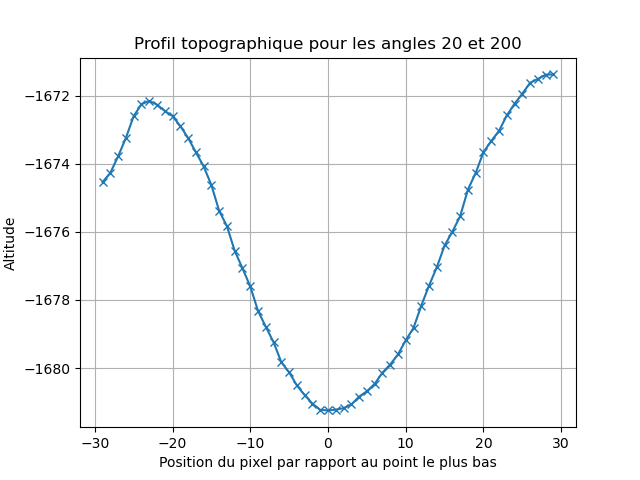 Profil topographique pour les angles 20 et 200
−1672
−1674
−1676
−1678
−1680
Altitude
−30 −20 −10 0 10 20 30
Position du pixel par rapport au point le plus bas